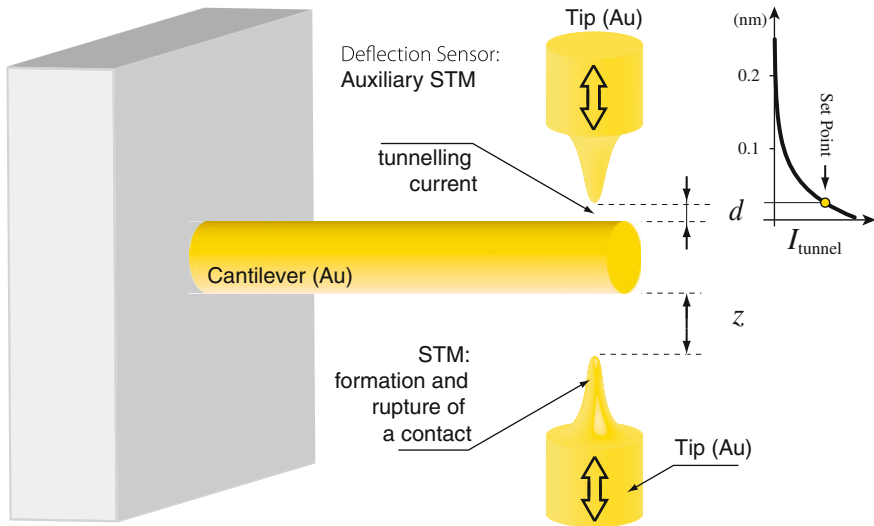 Tip (Au)
Deflection Sensor:
Auxiliary STM
tunnelling
current
(nm)
0.2
0.1
Set Point
d
I_tunnel
Cantilever (Au)
z
STM:
formation and
rupture of
a contact
Tip (Au)